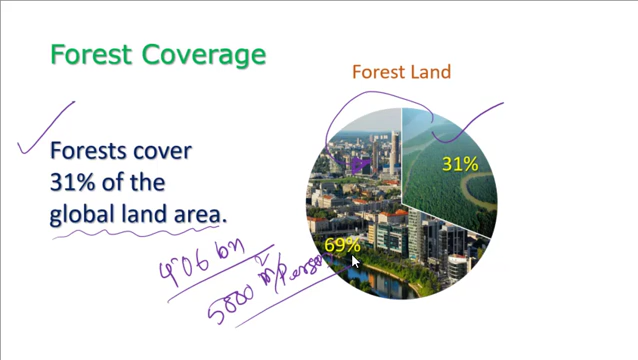 Forest Coverage
Forest Land
Forests cover
31% of the
global land area.
31%
69%
4.06 bn
5800 m²/Person